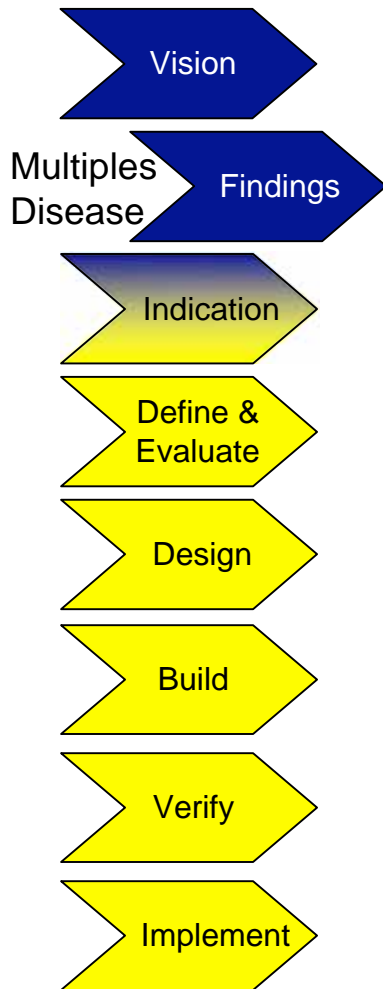 Vision
Multiples
Disease
Findings
Indication
Define &
Evaluate
Design
Build
Verify
Implement